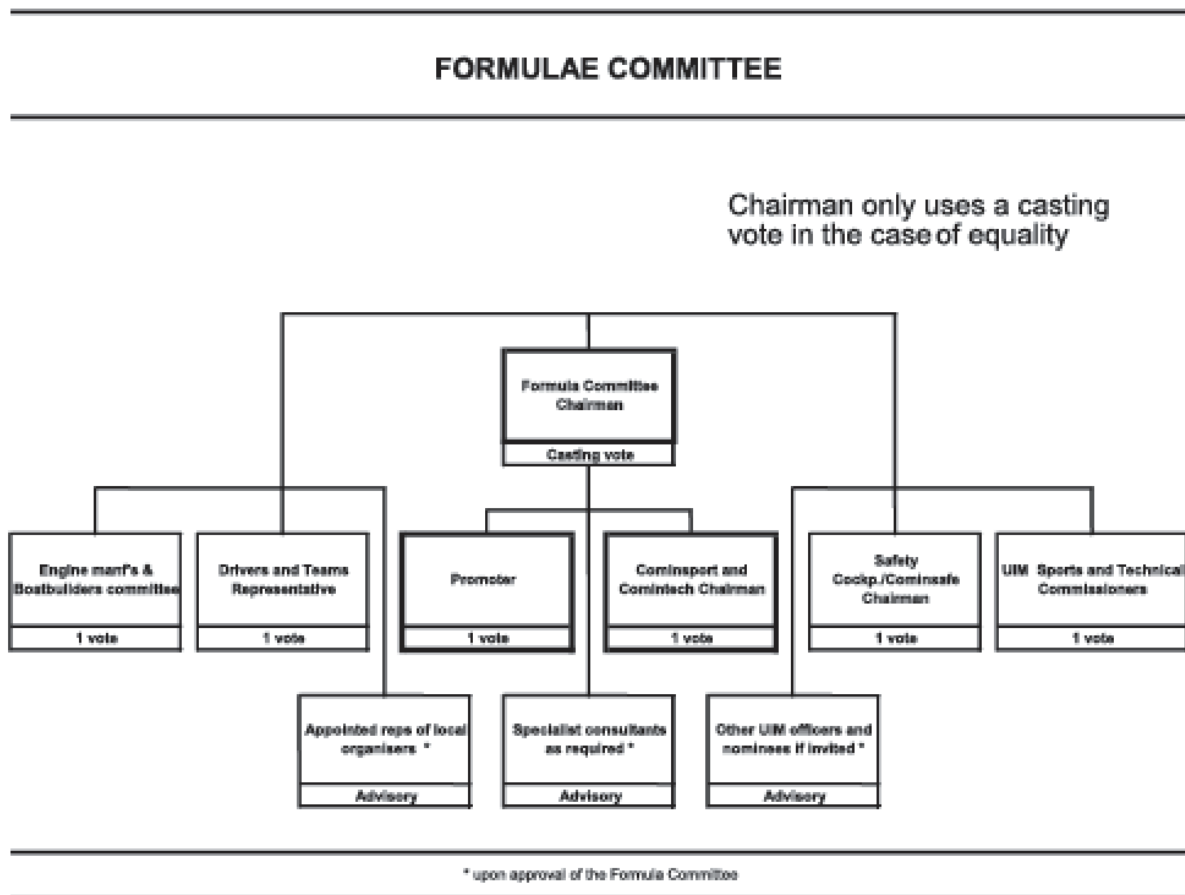 FORMULAE COMMITTEE
Chairman only uses a casting
vote in the case of equality
Formula Committee
Chairman
Casting vote
Engine manf's &
Boatbuilders committee
1 vote
Drivers and Teams
Representative
1 vote
Promoter
1 vote
Cominsport and
Comintech Chairman
1 vote
Safety
Cockp./Cominsafe
Chairman
1 vote
UIM Sports and Technical
Commissioners
1 vote
Appointed reps of local
organisers *
Advisory
Specialist consultants
as required *
Advisory
Other UIM officers and
nominees if invited *
Advisory
* upon approval of the Formula Committee